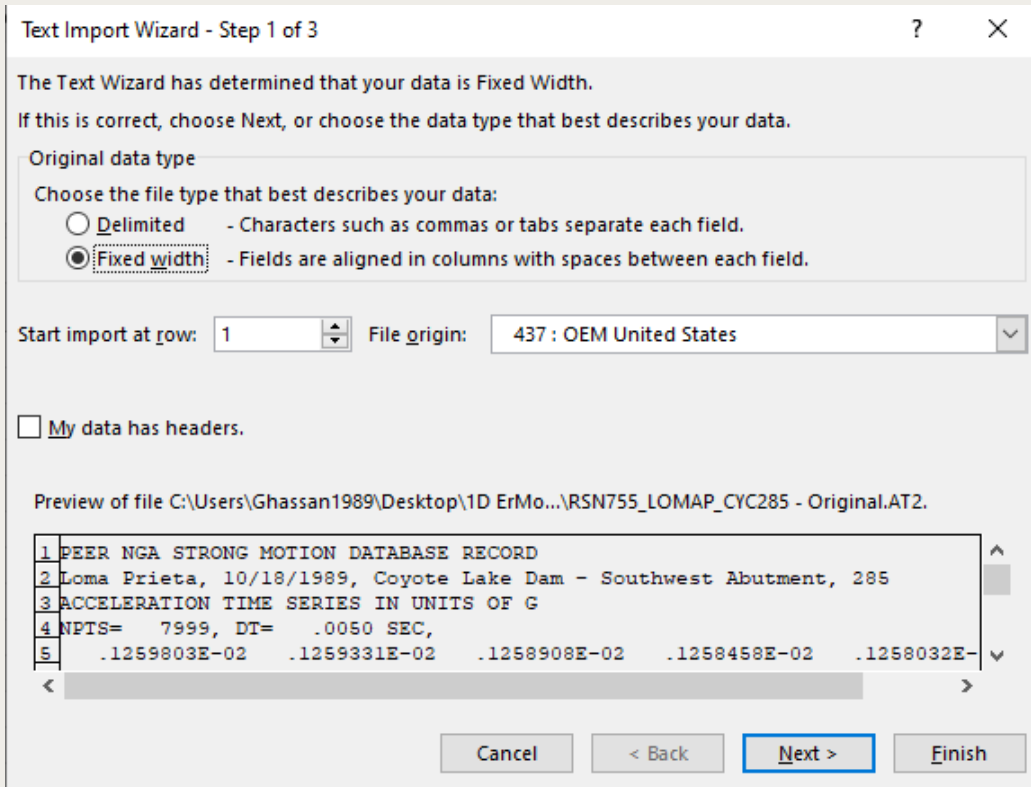 Text Import Wizard - Step 1 of 3 ? ×
The Text Wizard has determined that your data is Fixed Width.
If this is correct, choose Next, or choose the data type that best describes your data.
Original data type
Choose the file type that best describes your data:
Delimited - Characters such as commas or tabs separate each field.
Fixed width - Fields are aligned in columns with spaces between each field.
Start import at row: 1 File origin: 437 : OEM United States
My data has headers.
Preview of file C:\Users\Ghassan1989\Desktop\1D ErMo...\RSN755_LOMAP_CYC285 - Original.AT2.
1 PEER NGA STRONG MOTION DATABASE RECORD
2 Loma Prieta, 10/18/1989, Coyote Lake Dam - Southwest Abutment, 285
3 ACCELERATION TIME SERIES IN UNITS OF G
4 NPTS=   7999, DT=   .0050 SEC,
5    .1259803E-02   .1259331E-02   .1258908E-02   .1258458E-02   .1258032E-
Cancel < Back Next > Finish